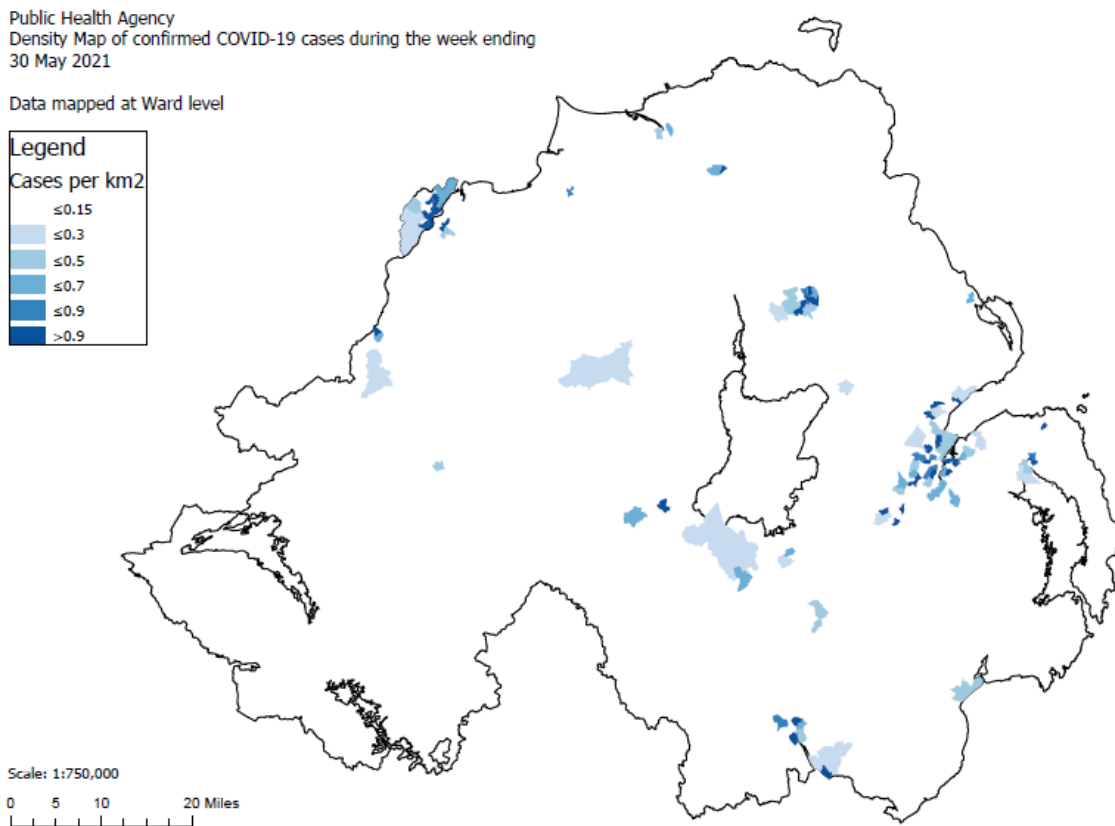 Public Health Agency
Density Map of confirmed COVID-19 cases during the week ending
30 May 2021
Data mapped at Ward level
Legend
Cases per km2
≤0.15
≤0.3
≤0.5
≤0.7
≤0.9
>0.9
Scale: 1:750,000
0 5 10 20 Miles